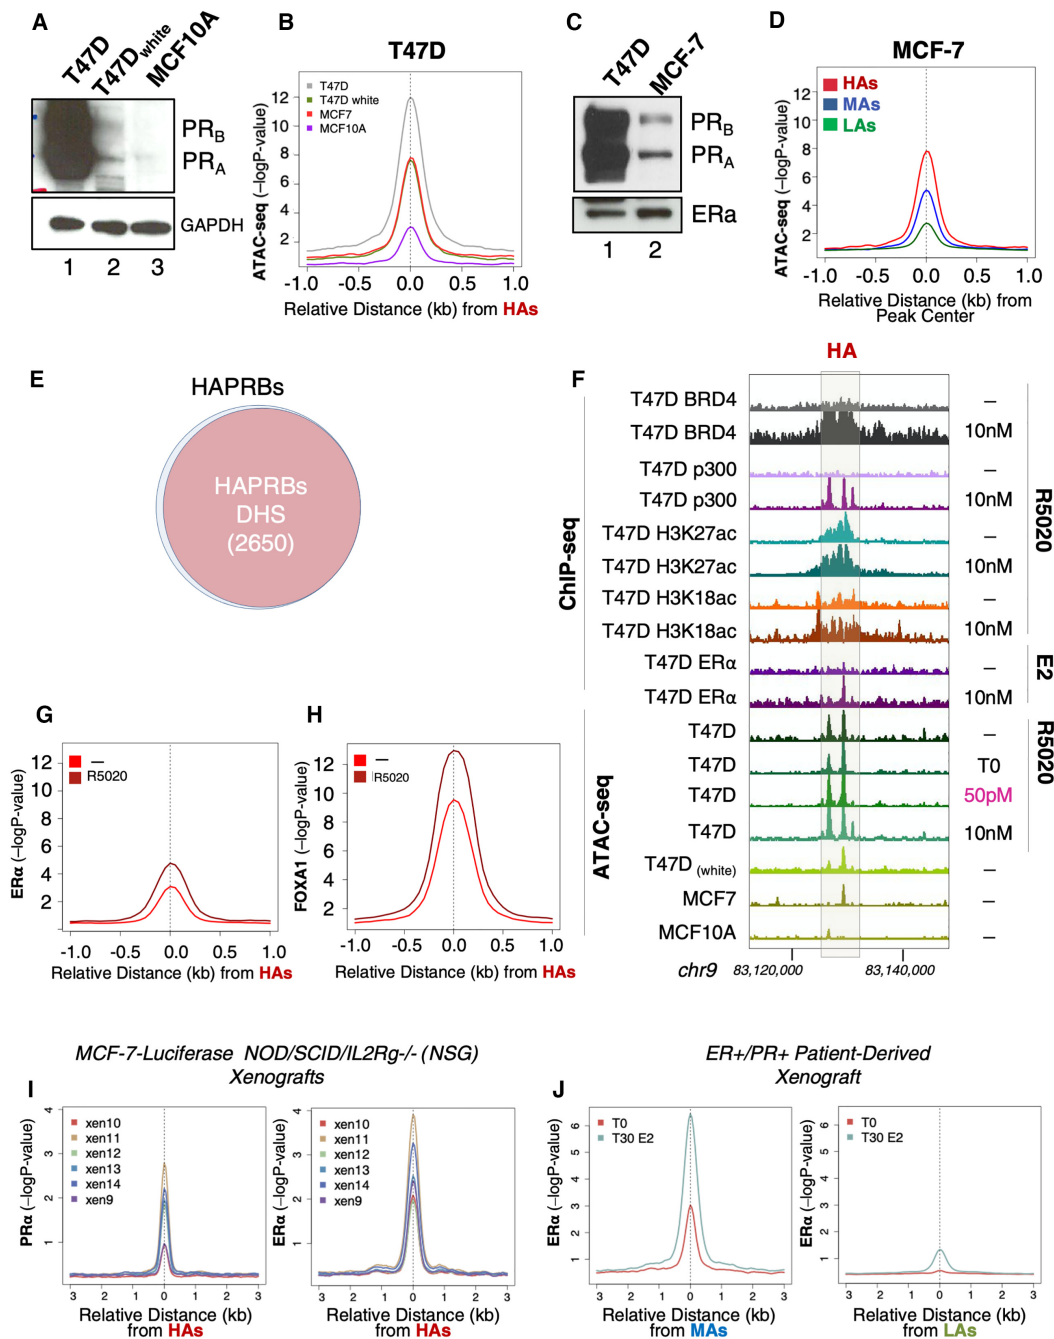 A
T47D
T47Dwhite
MCF10A
PRB
PRA
GAPDH
1 2 3
B
T47D
T47D
T47D white
MCF7
MCF10A
ATAC-seq (–logP-value)
12
10
8
6
4
2
-1.0 -0.5 0.0 0.5 1.0
Relative Distance (kb) from HAs
C
T47D
MCF-7
PRB
PRA
ERa
1 2
D
MCF-7
HAs
MAs
LAs
ATAC-seq (–logP-value)
12
10
8
6
4
2
-1.0 -0.5 0.0 0.5 1.0
Relative Distance (kb) from
Peak Center
E
HAPRBs
HAPRBs
DHS
(2650)
F
HA
ChIP-seq
T47D BRD4 –
T47D BRD4 10nM
T47D p300 –
T47D p300 10nM
T47D H3K27ac –
T47D H3K27ac 10nM
T47D H3K18ac –
T47D H3K18ac 10nM
R5020
T47D ERα –
T47D ERα 10nM
E2
ATAC-seq
T47D –
T47D T0
T47D 50pM
T47D 10nM
R5020
T47D (white) –
MCF7 –
MCF10A –
chr9 83,120,000 83,140,000
G
–
R5020
ERα (–logP-value)
12
10
8
6
4
2
-1.0 -0.5 0.0 0.5 1.0
Relative Distance (kb) from HAs
H
–
R5020
FOXA1 (–logP-value)
12
10
8
6
4
2
-1.0 -0.5 0.0 0.5 1.0
Relative Distance (kb) from HAs
MCF-7-Luciferase NOD/SCID/IL2Rg-/- (NSG)
Xenografts
I
xen10
xen11
xen12
xen13
xen14
xen9
PRα (–logP-value)
4
3
2
1
3 2 1 0 1 2 3
Relative Distance (kb)
from HAs
xen10
xen11
xen12
xen13
xen14
xen9
ERα (–logP-value)
4
3
2
1
3 2 1 0 1 2 3
Relative Distance (kb)
from HAs
ER+/PR+ Patient-Derived
Xenograft
J
T0
T30 E2
ERα (–logP-value)
6
5
4
3
2
1
3 2 1 0 1 2 3
Relative Distance (kb)
from MAs
T0
T30 E2
ERα (–logP-value)
6
5
4
3
2
1
3 2 1 0 1 2 3
Relative Distance (kb)
from LAs